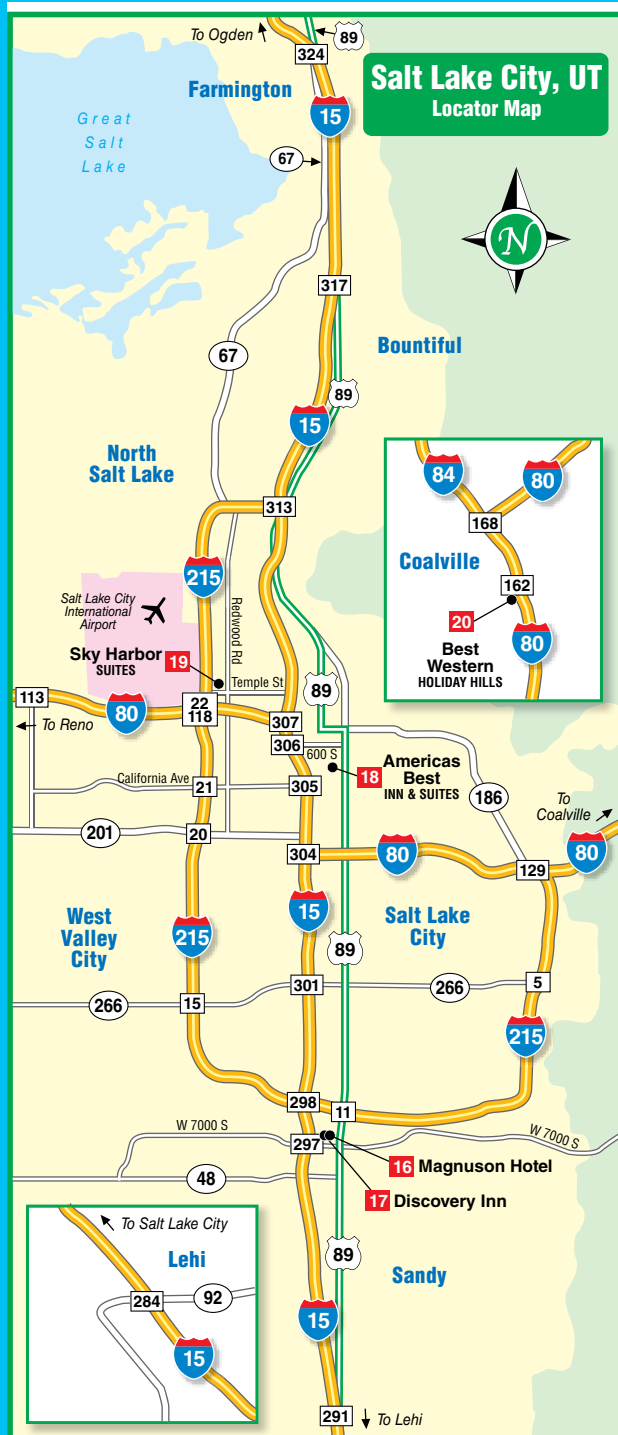 To Ogden
89
324
Salt Lake City, UT
Locator Map
Farmington
15
Great
Salt
Lake
67
N
317
Bountiful
67
89
15
North
Salt Lake
84
80
313
168
Coalville
215
162
Salt Lake City
International
Airport
Redwood Rd
20
80
Best
Western
HOLIDAY HILLS
Sky Harbor
SUITES
19
Temple St
89
113
22
118
80
To Reno
307
306
600 S
18
Americas
Best
INN & SUITES
California Ave
21
305
186
To
Coalville
201
20
304
80
129
80
15
West
Valley
City
215
Salt Lake
City
89
266
15
301
266
5
215
298
11
W 7000 S
297
W 7000 S
16 Magnuson Hotel
48
17 Discovery Inn
To Salt Lake City
Lehi
89
Sandy
284
92
15
15
291
To Lehi